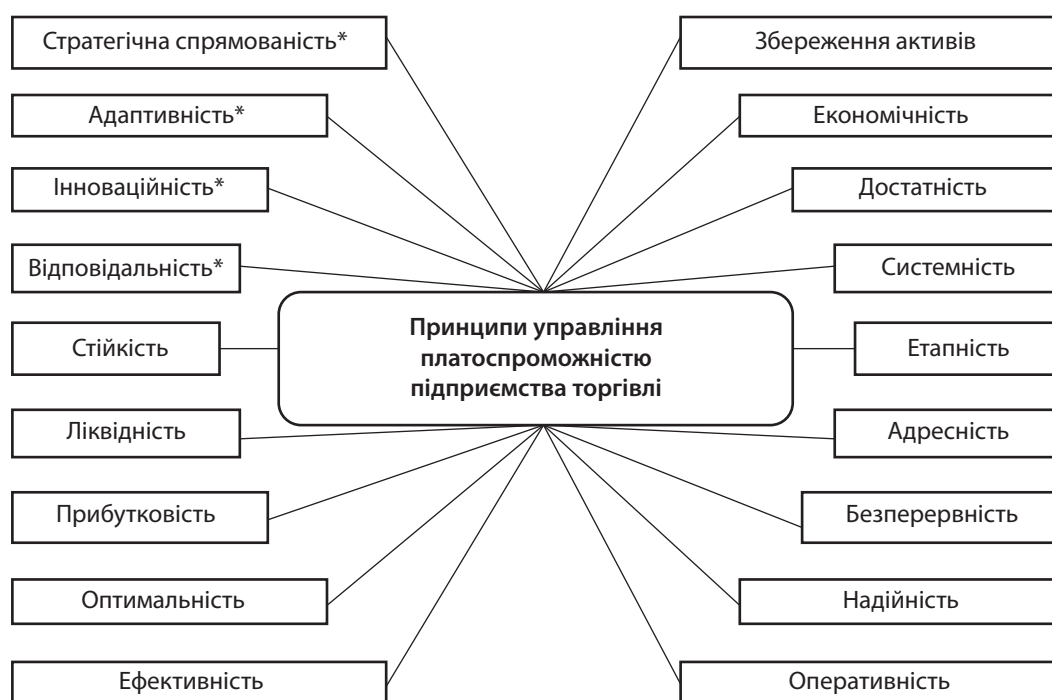 Стратегічна спрямованість*
Адаптивність*
Інноваційність*
Відповідальність*
Стійкість
Ліквідність
Прибутковість
Оптимальність
Ефективність
Принципи управління
платоспроможністю
підприємства торгівлі
Збереження активів
Економічність
Достатність
Системність
Етапність
Адресність
Безперервність
Надійність
Оперативність